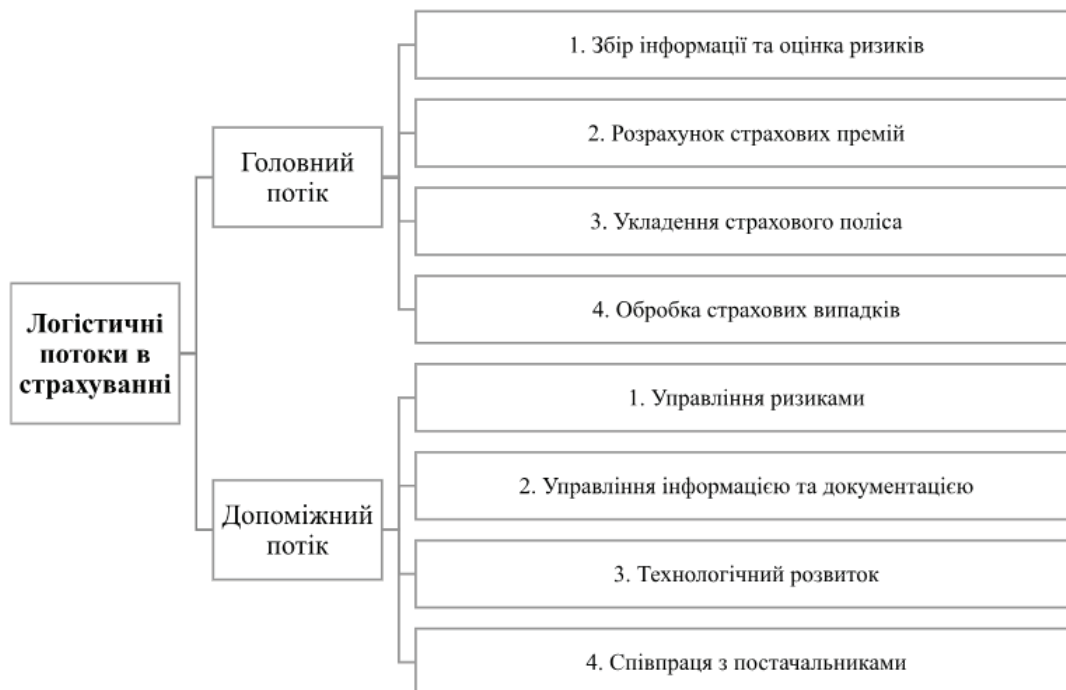 Логістичні
потоки в
страхуванні
Головний
потік
1. Збір інформації та оцінка ризиків
2. Розрахунок страхових премій
3. Укладення страхового поліса
4. Обробка страхових випадків
Допоміжний
потік
1. Управління ризиками
2. Управління інформацією та документацією
3. Технологічний розвиток
4. Співпраця з постачальниками